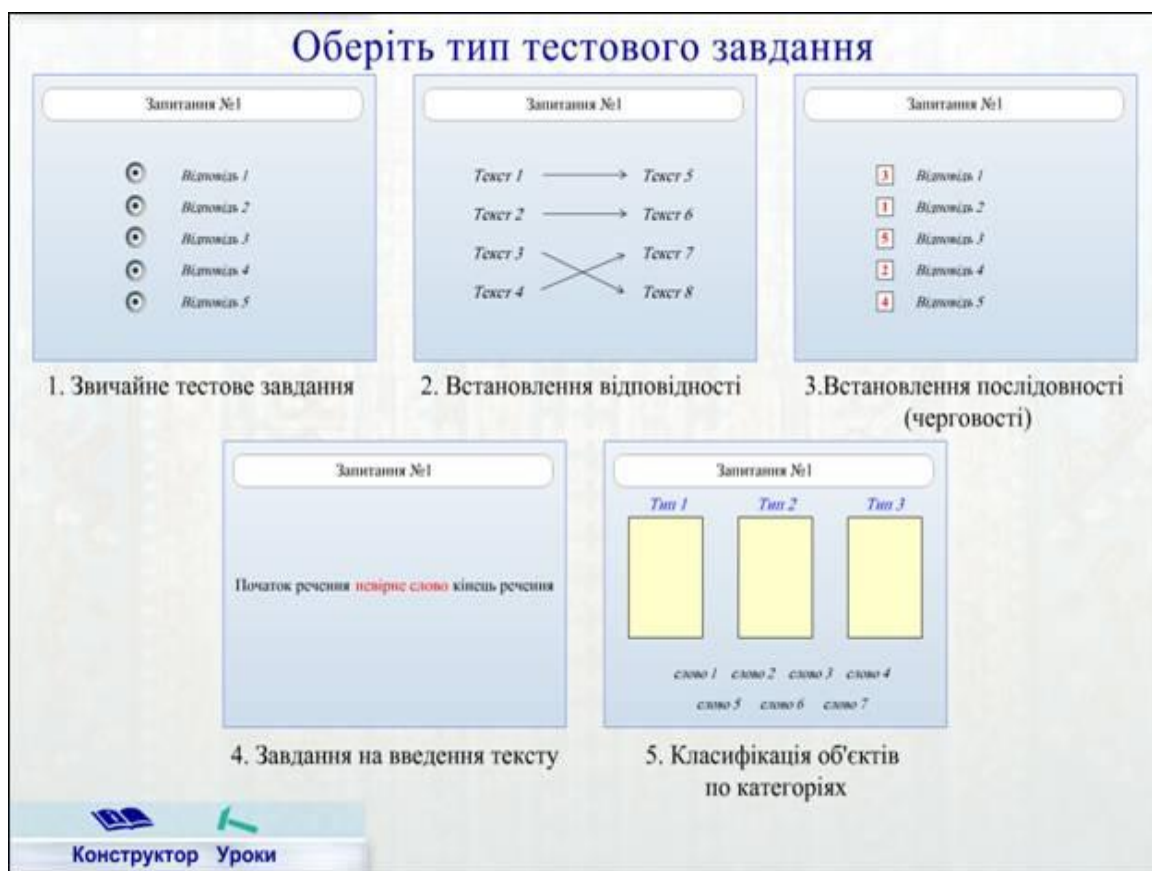 Оберіть тип тестового завдання
Запитання №1
Відповідь 1
Відповідь 2
Відповідь 3
Відповідь 4
Відповідь 5
1. Звичайне тестове завдання
Запитання №1
Текст 1 Текст 5
Текст 2 Текст 6
Текст 3 Текст 7
Текст 4 Текст 8
2. Встановлення відповідності
Запитання №1
3 Відповідь 1
1 Відповідь 2
5 Відповідь 3
2 Відповідь 4
4 Відповідь 5
3.Встановлення послідовності
(черговості)
Запитання №1
Початок речення невірне слово кінець речення
4. Завдання на введення тексту
Запитання №1
Тип 1 Тип 2 Тип 3
слово 1 слово 2 слово 3 слово 4
слово 5 слово 6 слово 7
5. Класифікація об'єктів
по категоріях
Конструктор Уроки